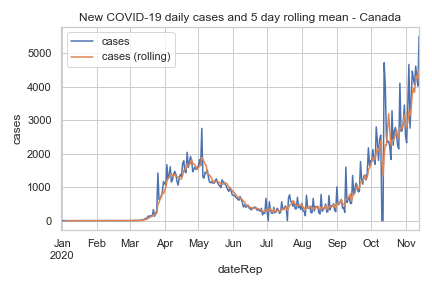 New COVID-19 daily cases and 5 day rolling mean - Canada
cases
cases (rolling)
5000
4000
3000
2000
1000
0
cases
Jan Feb Mar Apr May Jun Jul Aug Sep Oct Nov
2020
dateRep